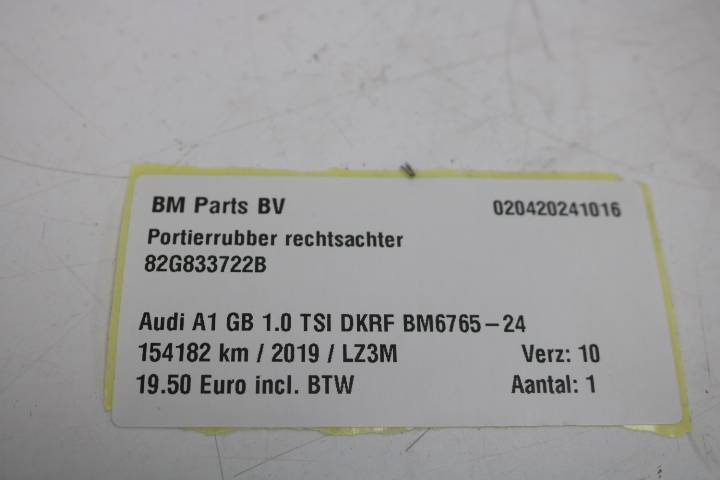 BM Parts BV 020420241016
Portierrubber rechtsachter
82G833722B
Audi A1 GB 1.0 TSI DKRF BM6765-24
154182 km / 2019 / LZ3M Verz: 10
19.50 Euro incl. BTW Aantal: 1